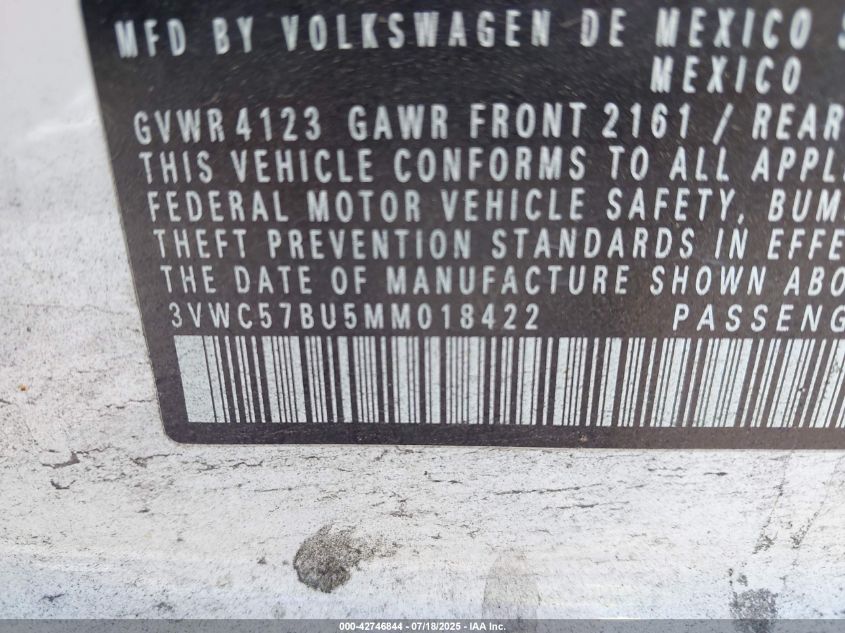 MFD BY VOLKSWAGEN DE MEXICO
MEXICO
GVWR 4123 GAWR FRONT 2161 / REAR
THIS VEHICLE CONFORMS TO ALL APPL
FEDERAL MOTOR VEHICLE SAFETY, BUM
THEFT PREVENTION STANDARDS IN EFFE
THE DATE OF MANUFACTURE SHOWN ABO
3VWC57BU5MM018422 PASSENG
000-42746844 / 07/18/2025 - IAA Inc.